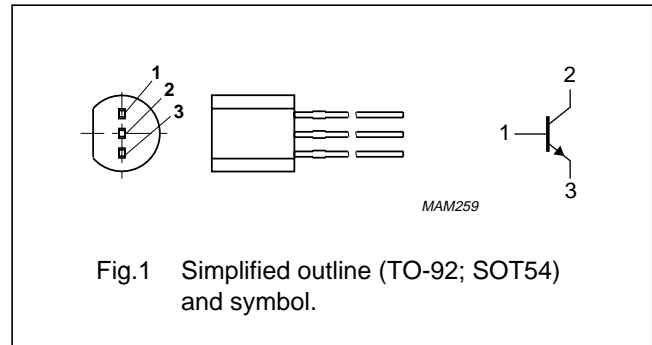 1
2
3
MAM259
1
2
3
Fig.1 Simplified outline (TO-92; SOT54)
and symbol.